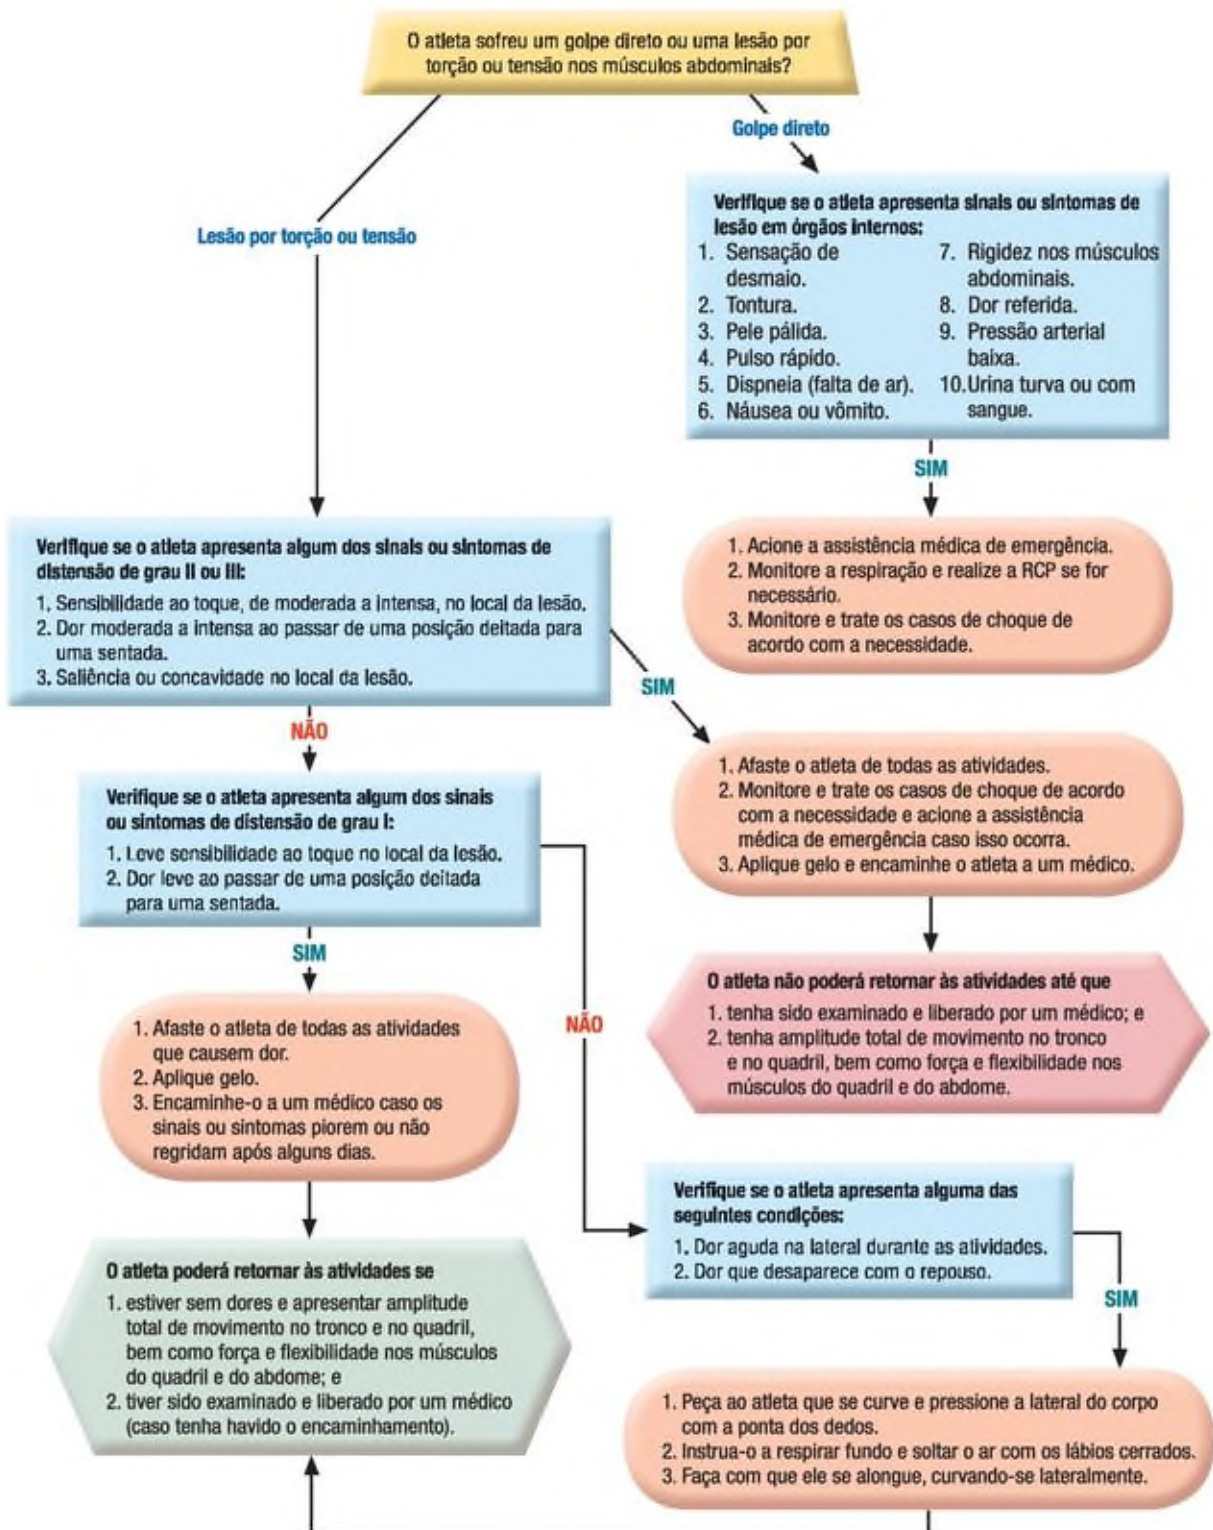 O atleta sofreu um golpe direto ou uma lesão por
torção ou tensão nos músculos abdominais?
Golpe direto
Lesão por torção ou tensão
Verifique se o atleta apresenta sinais ou sintomas de
lesão em órgãos internos:
1. Sensação de
desmaio.
2. Tontura.
3. Pele pálida.
4. Pulso rápido.
5. Dispneia (falta de ar).
6. Náusea ou vômito.
7. Rigidez nos músculos
abdominais.
8. Dor referida.
9. Pressão arterial
baixa.
10. Urina turva ou com
sangue.
SIM
1. Acione a assistência médica de emergência.
2. Monitore a respiração e realize a RCP se for
necessário.
3. Monitore e trate os casos de choque de
acordo com a necessidade.
Verifique se o atleta apresenta algum dos sinais ou sintomas de
distensão de grau II ou III:
1. Sensibilidade ao toque, de moderada a intensa, no local da lesão.
2. Dor moderada a intensa ao passar de uma posição deitada para
uma sentada.
3. Saliência ou concavidade no local da lesão.
SIM
NÃO
1. Afaste o atleta de todas as atividades.
2. Monitore e trate os casos de choque de acordo
com a necessidade e acione a assistência
médica de emergência caso isso ocorra.
3. Aplique gelo e encaminhe o atleta a um médico.
Verifique se o atleta apresenta algum dos sinais
ou sintomas de distensão de grau I:
1. Leve sensibilidade ao toque no local da lesão.
2. Dor leve ao passar de uma posição deitada
para uma sentada.
SIM
O atleta não poderá retornar às atividades até que
1. tenha sido examinado e liberado por um médico; e
2. tenha amplitude total de movimento no tronco
e no quadril, bem como força e flexibilidade nos
músculos do quadril e do abdome.
NÃO
1. Afaste o atleta de todas as atividades
que causem dor.
2. Aplique gelo.
3. Encaminhe-o a um médico caso os
sinais ou sintomas piorem ou não
regridam após alguns dias.
Verifique se o atleta apresenta alguma das
seguintes condições:
1. Dor aguda na lateral durante as atividades.
2. Dor que desaparece com o repouso.
SIM
O atleta poderá retornar às atividades se
1. estiver sem dores e apresentar amplitude
total de movimento no tronco e no quadril,
bem como força e flexibilidade nos músculos
do quadril e do abdome; e
2. tiver sido examinado e liberado por um médico
(caso tenha havido o encaminhamento).
1. Peça ao atleta que se curve e pressione a lateral do corpo
com a ponta dos dedos.
2. Instrua-o a respirar fundo e soltar o ar com os lábios cerrados.
3. Faça com que ele se alongue, curvando-se lateralmente.